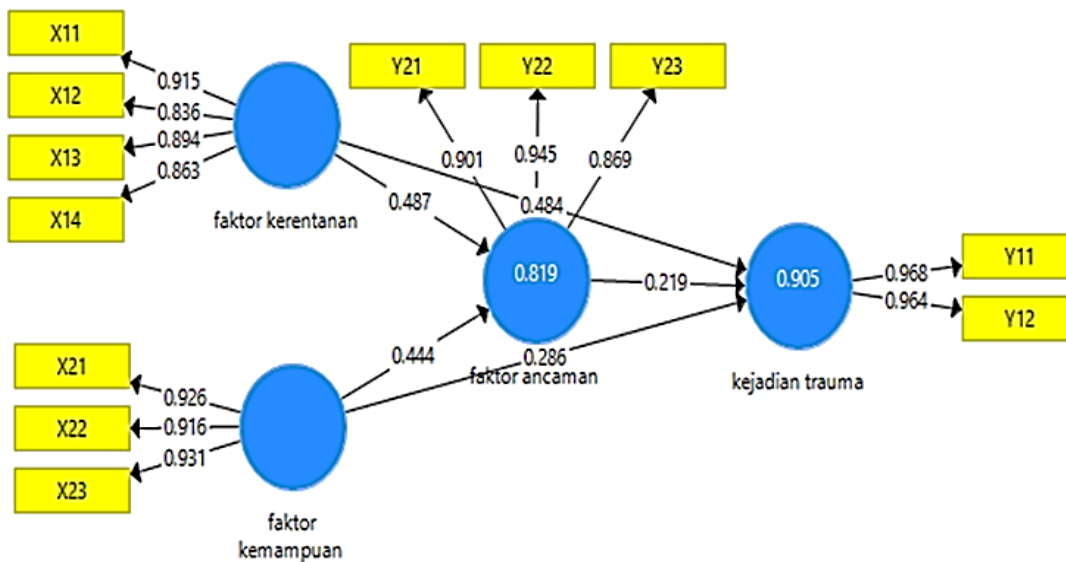 X11
X12
X13
X14
0.915
0.836
0.894
0.863
faktor kerentanan
Y21
Y22
Y23
0.901
0.945
0.869
0.487
0.484
0.819
faktor ancaman
0.219
0.444
0.286
0.905
kejadian trauma
0.968
0.964
Y11
Y12
X21
X22
X23
0.926
0.916
0.931
faktor
kemampuan